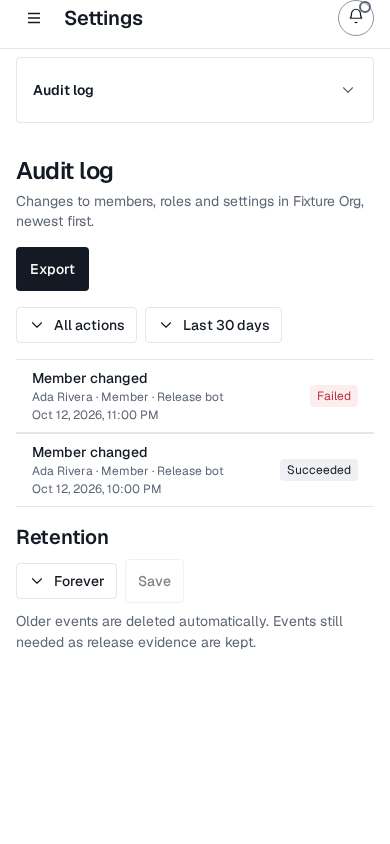 Settings
Audit log
Audit log
Changes to members, roles and settings in Fixture Org,
newest first.
Export
All actions
Last 30 days
Member changed
Ada Rivera · Member · Release bot
Oct 12, 2026, 11:00 PM
Failed
Member changed
Ada Rivera · Member · Release bot
Oct 12, 2026, 10:00 PM
Succeeded
Retention
Forever
Save
Older events are deleted automatically. Events still
needed as release evidence are kept.